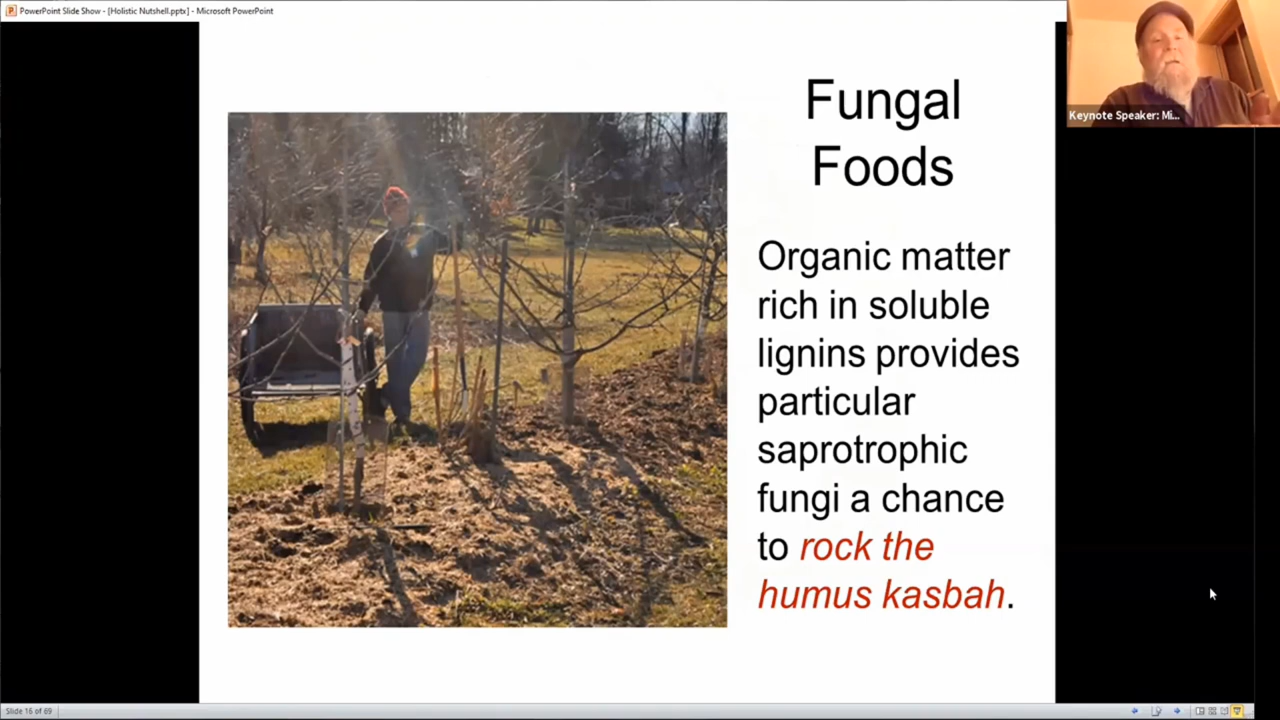 PowerPoint Slide Show - [Holistic Nutshell.pptx] - Microsoft PowerPoint
Keynote Speaker: Mi...
Fungal
Foods
Organic matter
rich in soluble
lignins provides
particular
saprotrophic
fungi a chance
to rock the
humus kasbah.
Slide 16 of 69